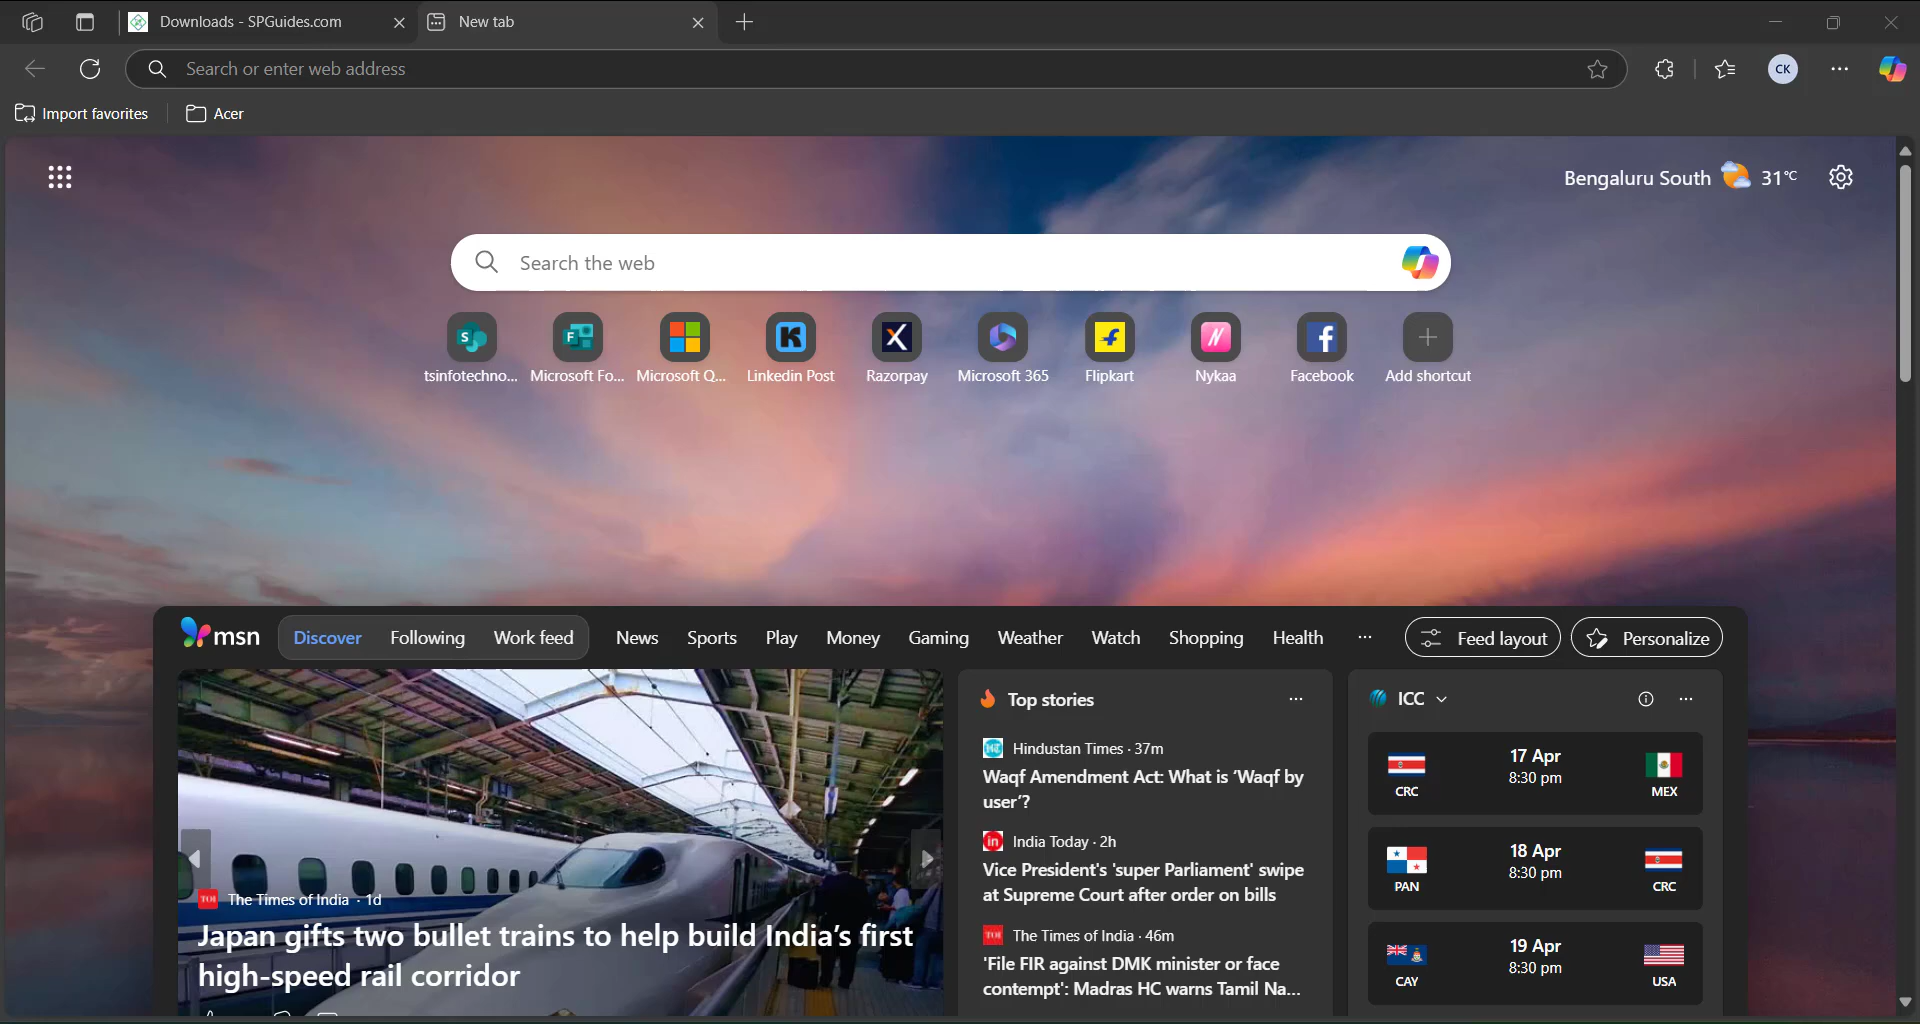 Downloads - SPGuides.com
New tab
Search or enter web address
CK
Import favorites
Acer
Bengaluru South
31°C
Search the web
tsinfotechno...
Microsoft Fo...
Microsoft Q...
Linkedin Post
Razorpay
Microsoft 365
Flipkart
Nykaa
Facebook
Add shortcut
msn
Discover
Following
Work feed
News
Sports
Play
Money
Gaming
Weather
Watch
Shopping
Health
...
Feed layout
Personalize
TOI
The Times of India · 1d
Japan gifts two bullet trains to help build India’s first
high-speed rail corridor
Top stories
HT
Hindustan Times · 37m
Waqf Amendment Act: What is ‘Waqf by
user’?
in
India Today · 2h
Vice President's 'super Parliament' swipe
at Supreme Court after order on bills
TOI
The Times of India · 46m
'File FIR against DMK minister or face
contempt': Madras HC warns Tamil Na...
ICC
17 Apr
8:30 pm
CRC
MEX
18 Apr
8:30 pm
PAN
CRC
19 Apr
8:30 pm
CAY
USA